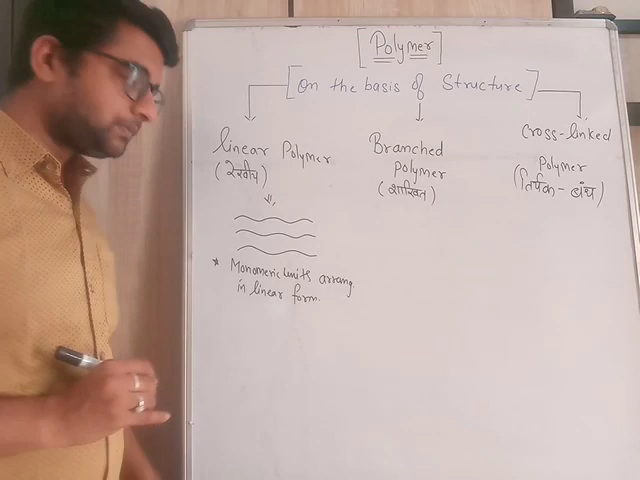 [Polymer]
[On the basis of Structure]
linear Polymer
(रेखीय)
Branched
Polymer
(शाखित)
Cross-linked
Polymer
(तिर्यक - बंध)
* Monomeric units arrang
in linear form.